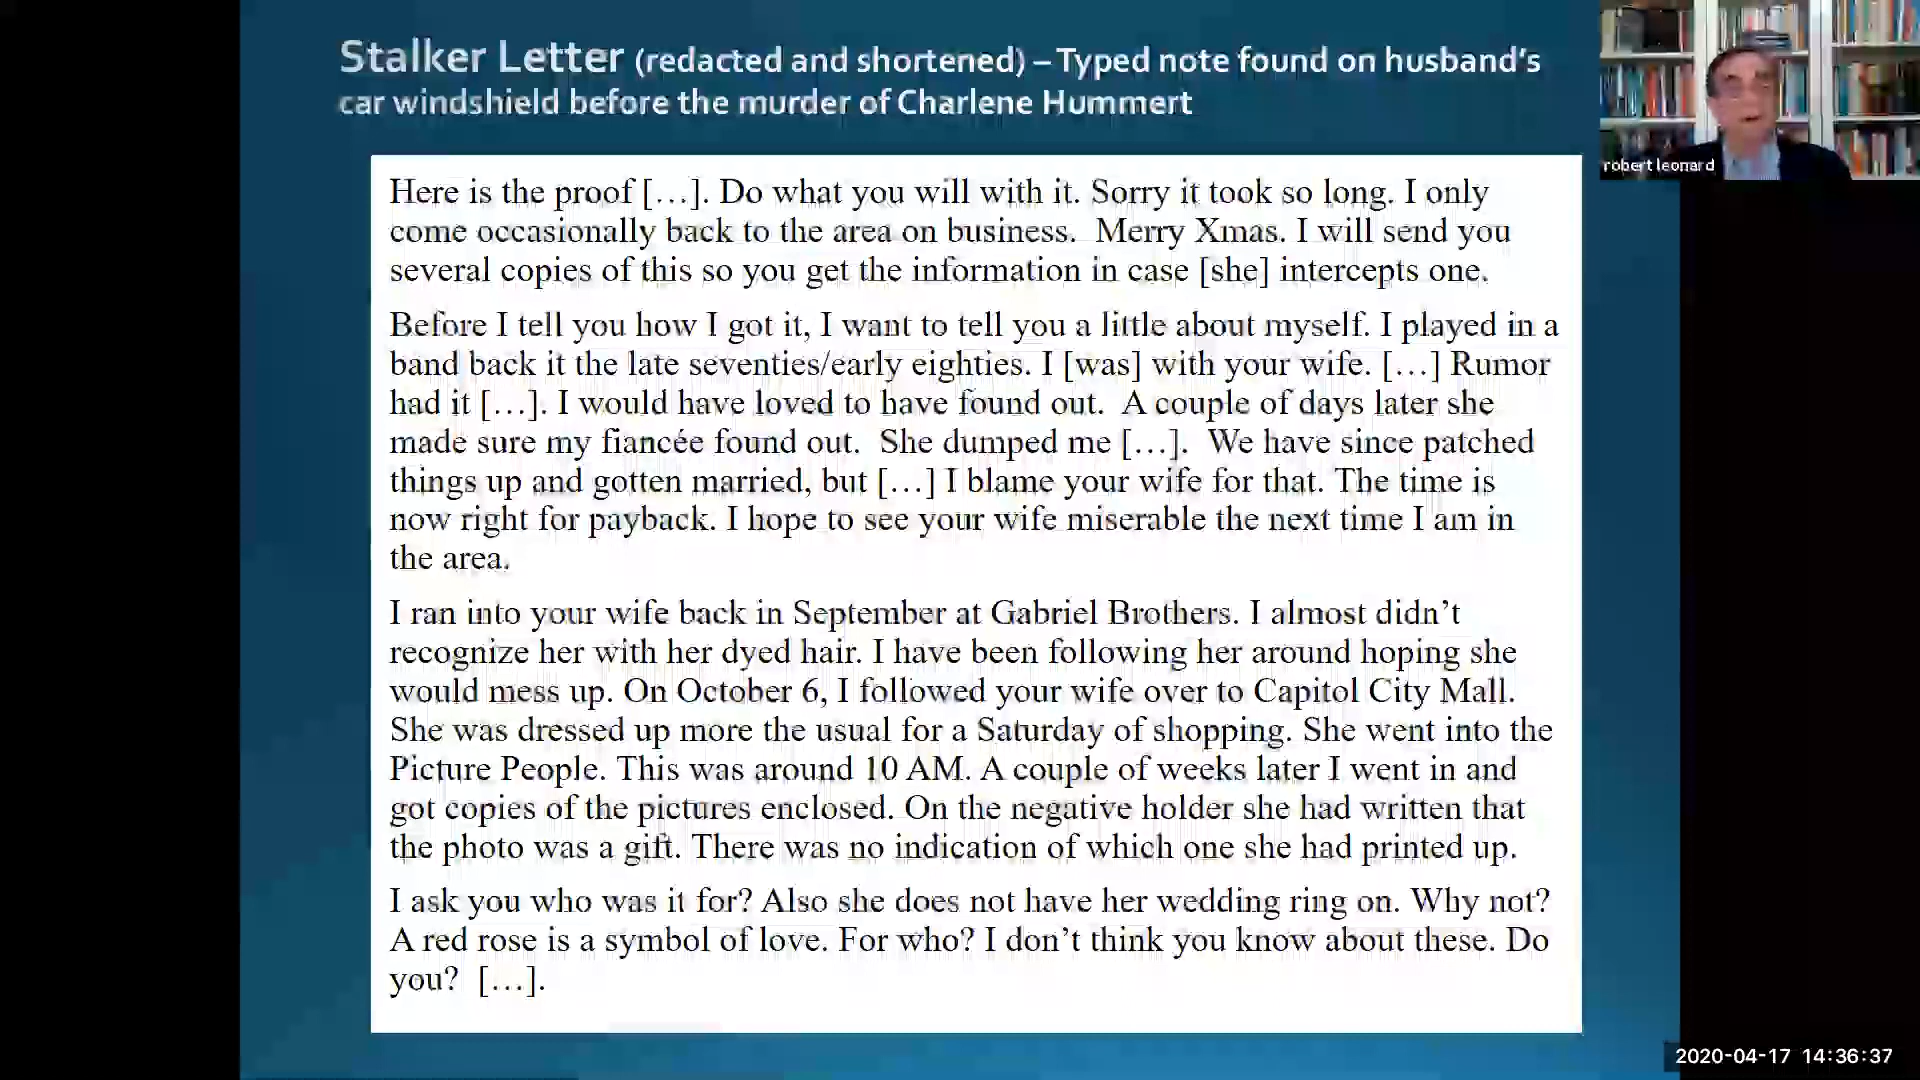 Stalker Letter (redacted and shortened) – Typed note found on husband's
car windshield before the murder of Charlene Hummert
robert leonard
Here is the proof […]. Do what you will with it. Sorry it took so long. I only
come occasionally back to the area on business.  Merry Xmas. I will send you
several copies of this so you get the information in case [she] intercepts one.
Before I tell you how I got it, I want to tell you a little about myself. I played in a
band back it the late seventies/early eighties. I [was] with your wife. […] Rumor
had it […]. I would have loved to have found out.  A couple of days later she
made sure my fiancée found out.  She dumped me […].  We have since patched
things up and gotten married, but […] I blame your wife for that. The time is
now right for payback. I hope to see your wife miserable the next time I am in
the area.
I ran into your wife back in September at Gabriel Brothers. I almost didn't
recognize her with her dyed hair. I have been following her around hoping she
would mess up. On October 6, I followed your wife over to Capitol City Mall.
She was dressed up more the usual for a Saturday of shopping. She went into the
Picture People. This was around 10 AM. A couple of weeks later I went in and
got copies of the pictures enclosed. On the negative holder she had written that
the photo was a gift. There was no indication of which one she had printed up.
I ask you who was it for? Also she does not have her wedding ring on. Why not?
A red rose is a symbol of love. For who? I don't think you know about these. Do
you?  […].
2020-04-17 14:36:37